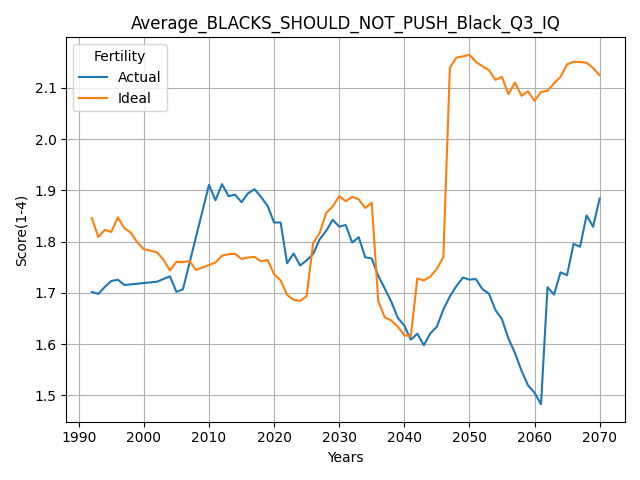 Average_BLACKS_SHOULD_NOT_PUSH_Black_Q3_IQ
Fertility
Actual
Ideal
Score(1-4)
2.1
2.0
1.9
1.8
1.7
1.6
1.5
1990 2000 2010 2020 2030 2040 2050 2060 2070
Years